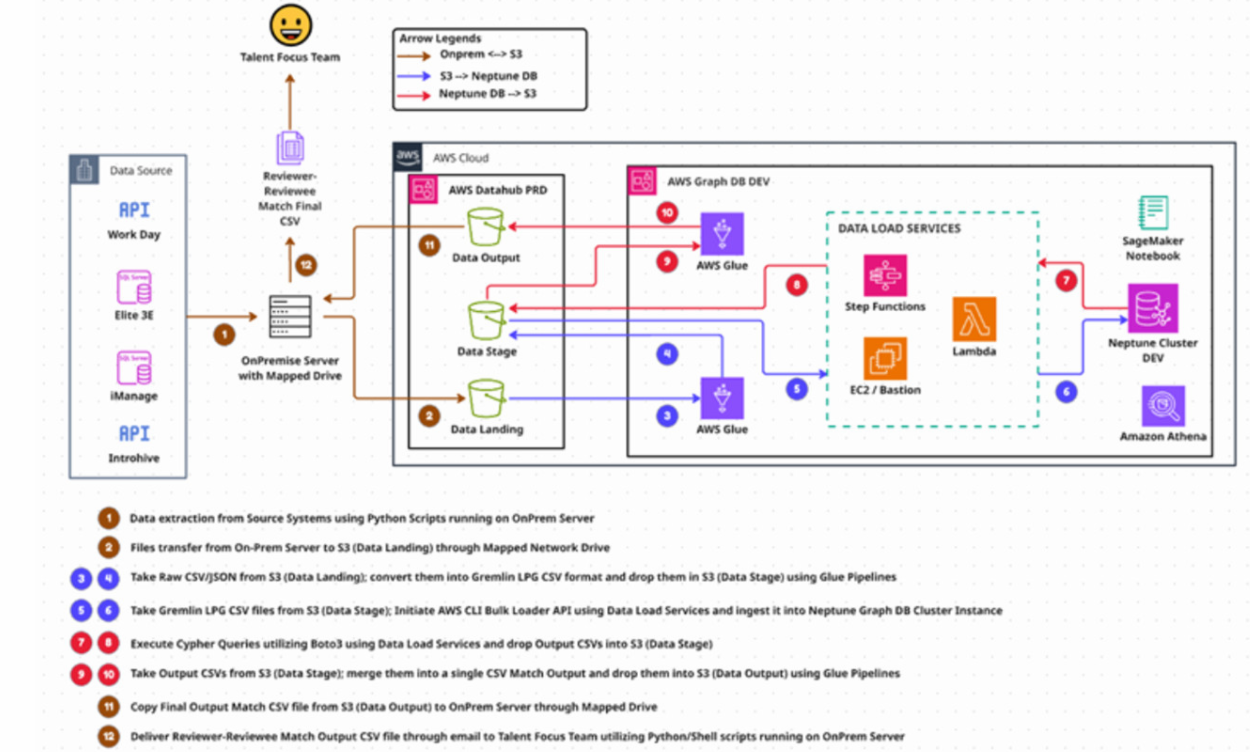 Talent Focus Team
Arrow Legends
Onprem <--> S3
S3 --> Neptune DB
Neptune DB --> S3
Reviewer-
Reviewee
Match Final
CSV
12
Data Source
API
Work Day
SQL Server
Elite 3E
SQL Server
iManage
API
Introhive
1
OnPremise Server
with Mapped Drive
aws
AWS Cloud
AWS Datahub PRD
11
Data Output
Data Stage
2
Data Landing
AWS Graph DB DEV
10
9
AWS Glue
8
4
5
3
AWS Glue
DATA LOAD SERVICES
Step Functions
Lambda
EC2 / Bastion
7
6
SageMaker
Notebook
Neptune Cluster
DEV
Amazon Athena
1 Data extraction from Source Systems using Python Scripts running on OnPrem Server
2 Files transfer from On-Prem Server to S3 (Data Landing) through Mapped Network Drive
3 4 Take Raw CSV/JSON from S3 (Data Landing); convert them into Gremlin LPG CSV format and drop them in S3 (Data Stage) using Glue Pipelines
5 6 Take Gremlin LPG CSV files from S3 (Data Stage); Initiate AWS CLI Bulk Loader API using Data Load Services and ingest it into Neptune Graph DB Cluster Instance
7 8 Execute Cypher Queries utilizing Boto3 using Data Load Services and drop Output CSVs into S3 (Data Stage)
9 10 Take Output CSVs from S3 (Data Stage); merge them into a single CSV Match Output and drop them into S3 (Data Output) using Glue Pipelines
11 Copy Final Output Match CSV file from S3 (Data Output) to OnPrem Server through Mapped Drive
12 Deliver Reviewer-Reviewee Match Output CSV file through email to Talent Focus Team utilizing Python/Shell scripts running on OnPrem Server